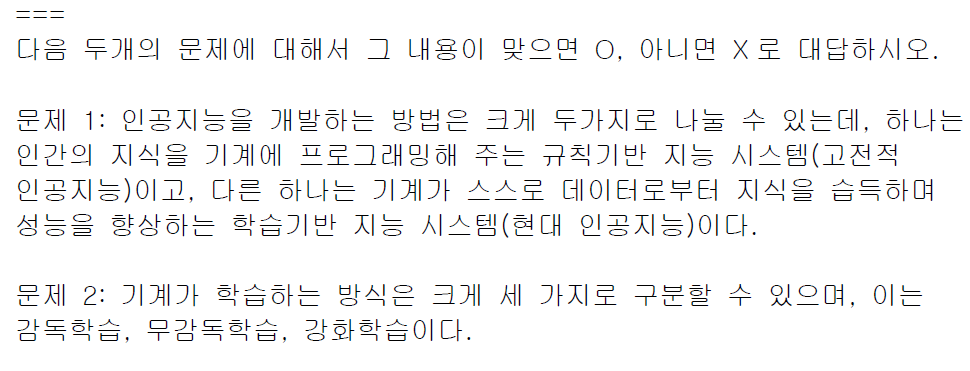 ===
다음 두개의 문제에 대해서 그 내용이 맞으면 O, 아니면 X로 대답하시오.
문제 1: 인공지능을 개발하는 방법은 크게 두가지로 나눌 수 있는데, 하나는
인간의 지식을 기계에 프로그래밍해 주는 규칙기반 지능 시스템(고전적
인공지능)이고, 다른 하나는 기계가 스스로 데이터로부터 지식을 습득하며
성능을 향상하는 학습기반 지능 시스템(현대 인공지능)이다.
문제 2: 기계가 학습하는 방식은 크게 세 가지로 구분할 수 있으며, 이는
감독학습, 무감독학습, 강화학습이다.